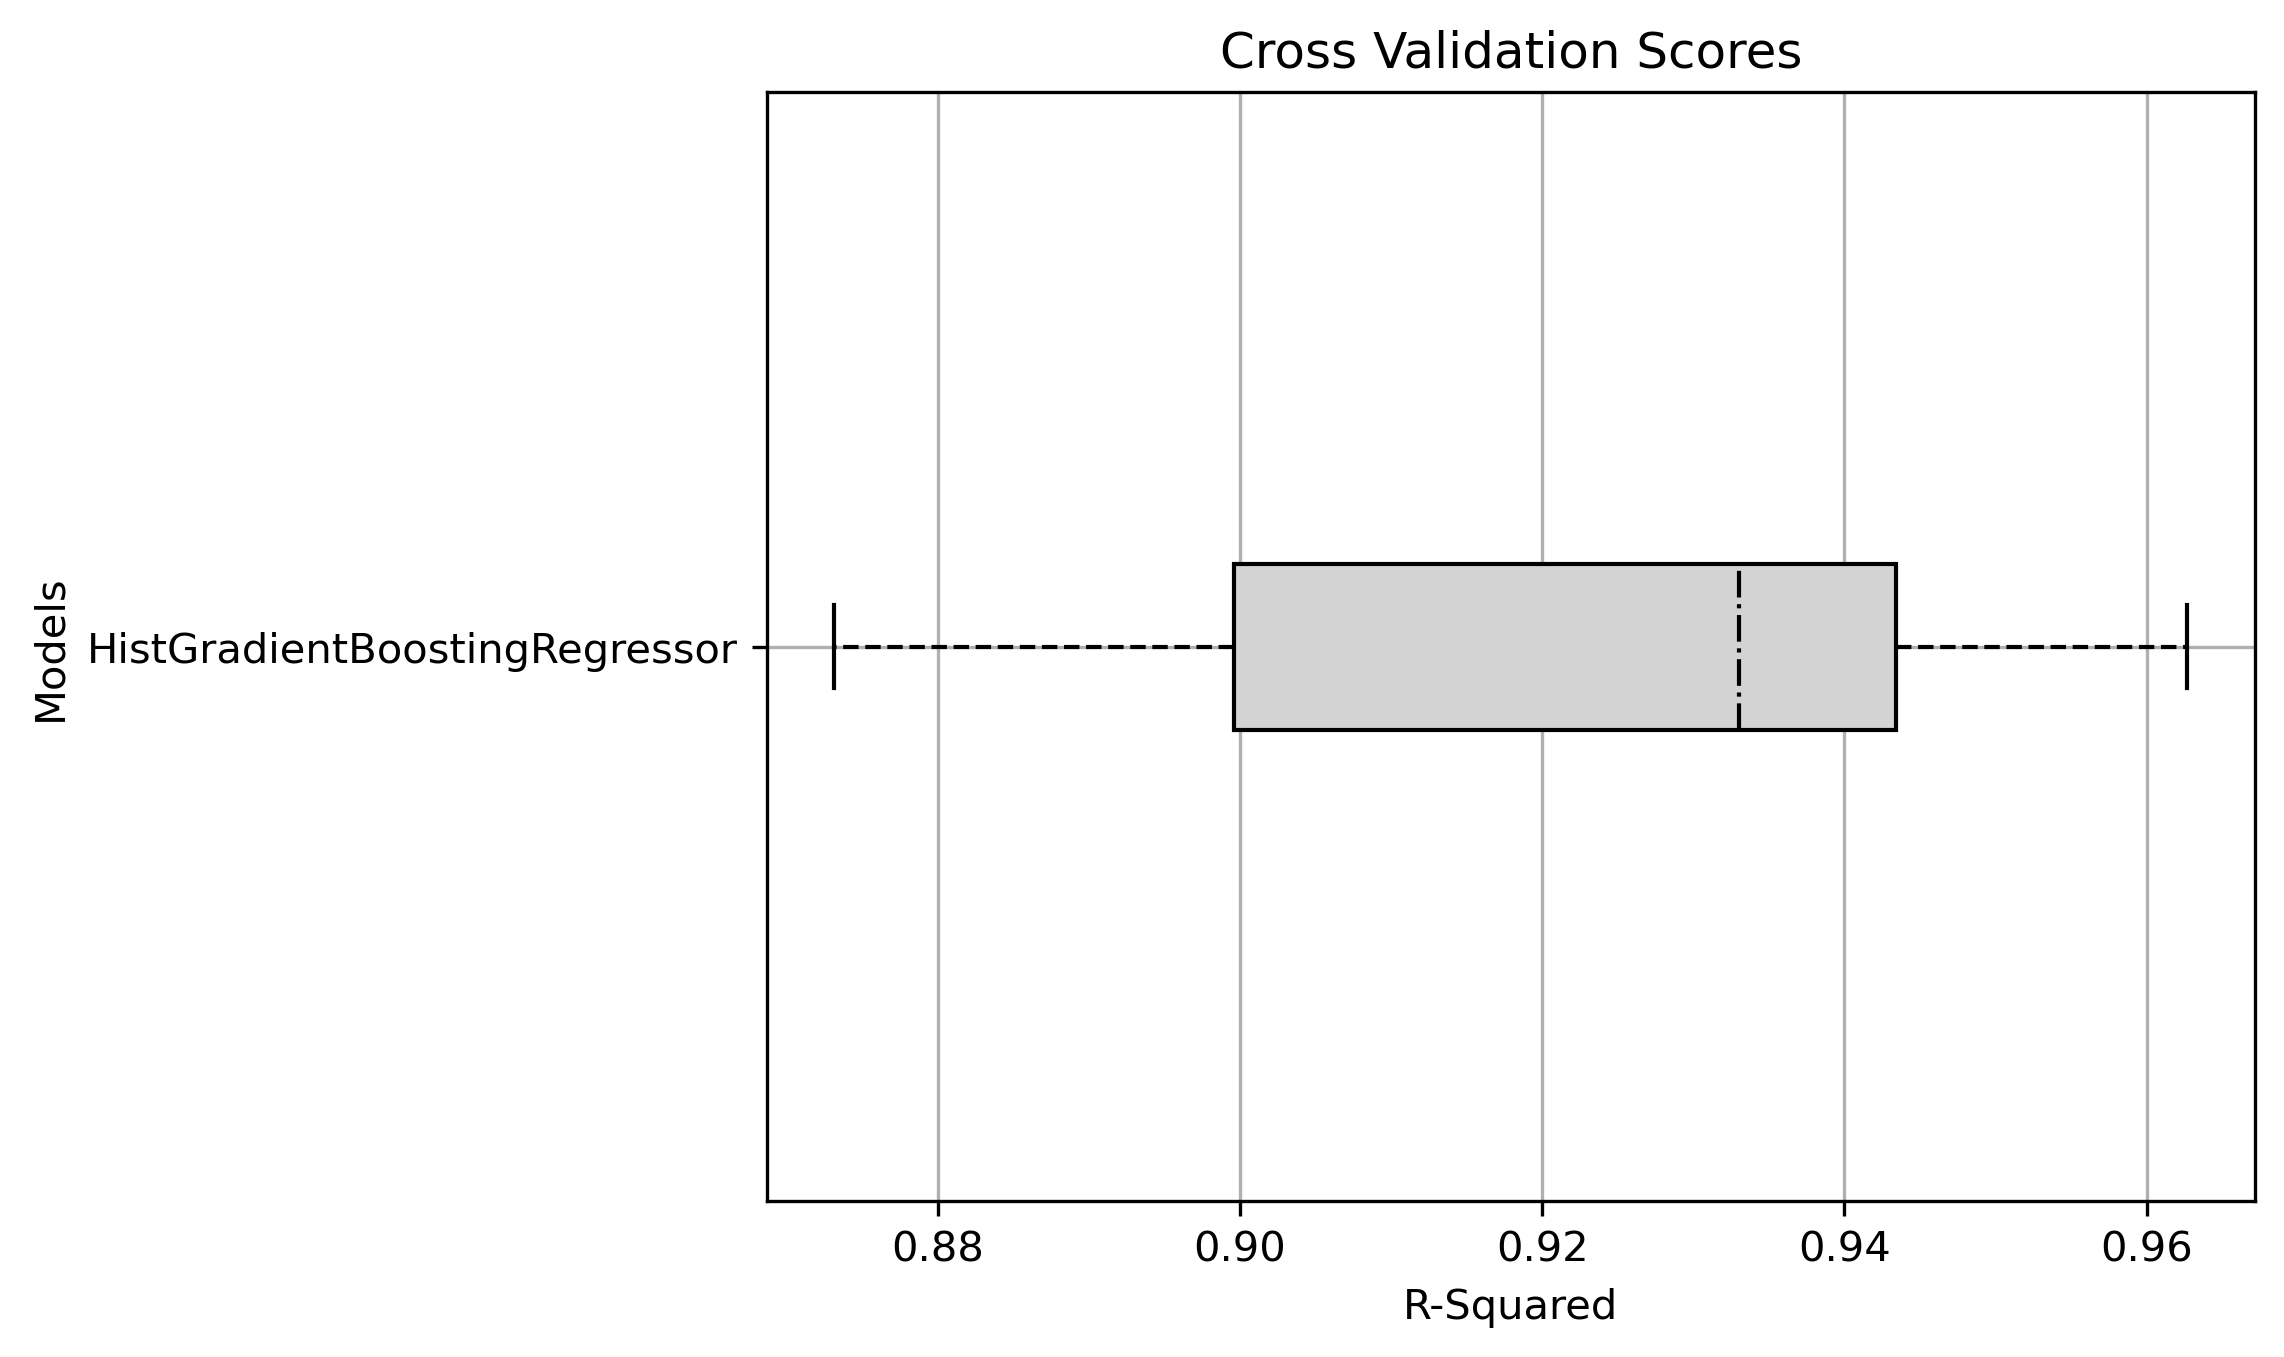 Cross Validation Scores
Models
HistGradientBoostingRegressor
0.88 0.90 0.92 0.94 0.96
R-Squared